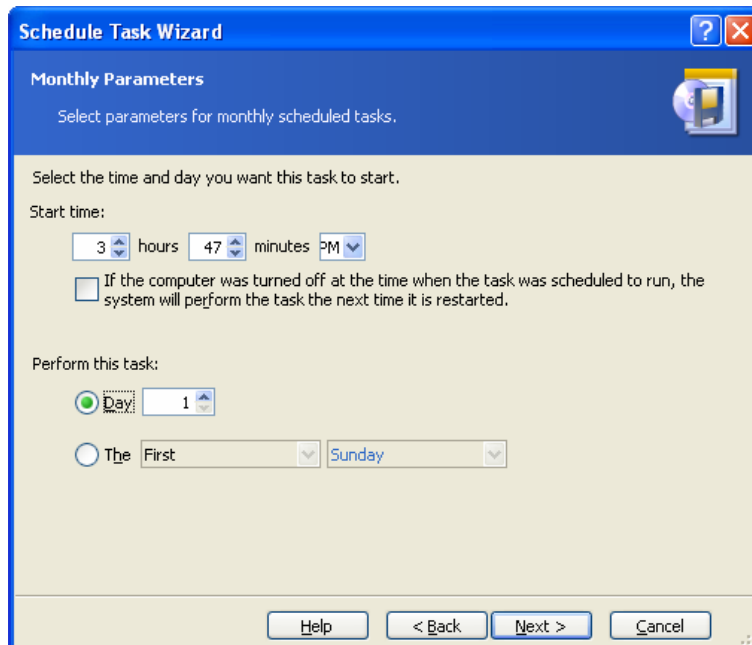 Schedule Task Wizard
Monthly Parameters
Select parameters for monthly scheduled tasks.
Select the time and day you want this task to start.
Start time:
3 hours 47 minutes PM
If the computer was turned off at the time when the task was scheduled to run, the
system will perform the task the next time it is restarted.
Perform this task:
Day 1
The First Sunday
Help < Back Next > Cancel